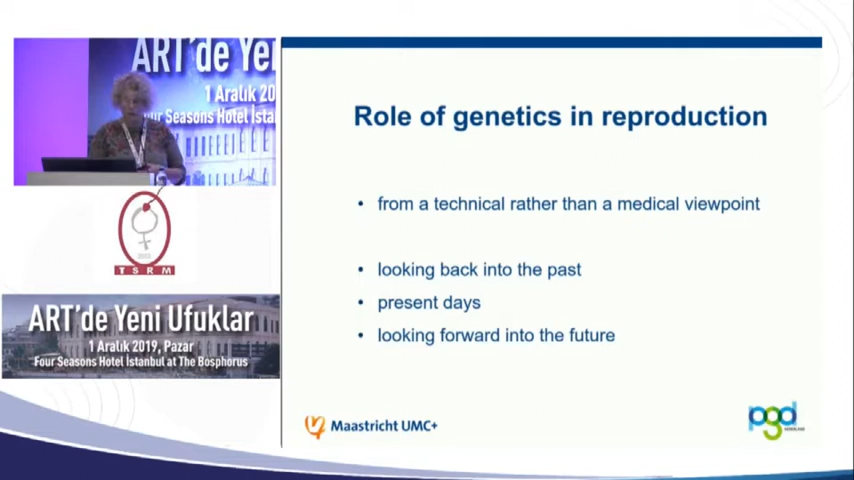 ART'de Yeni
1 Aralık 20
Seasons Hotel
TSRM
ART'de Yeni Ufuklar
1 Aralık 2019, Pazar
Four Seasons Hotel İstanbul at The Bosphorus
Role of genetics in reproduction
• from a technical rather than a medical viewpoint
• looking back into the past
• present days
• looking forward into the future
Maastricht UMC+
pgd